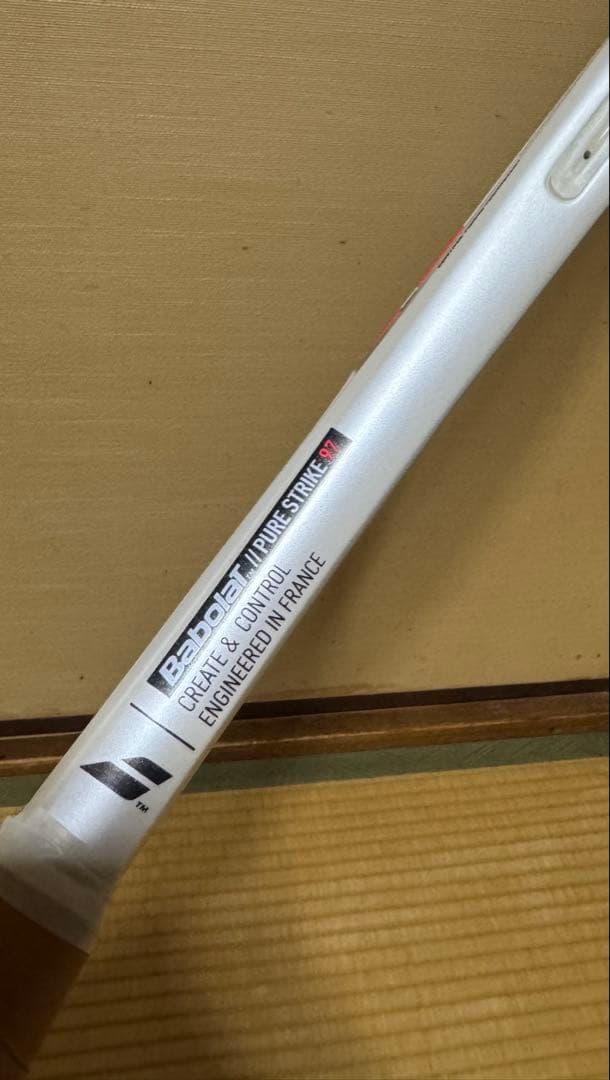 Babolat // PURE STRIKE 97
CREATE & CONTROL
ENGINEERED IN FRANCE
TM